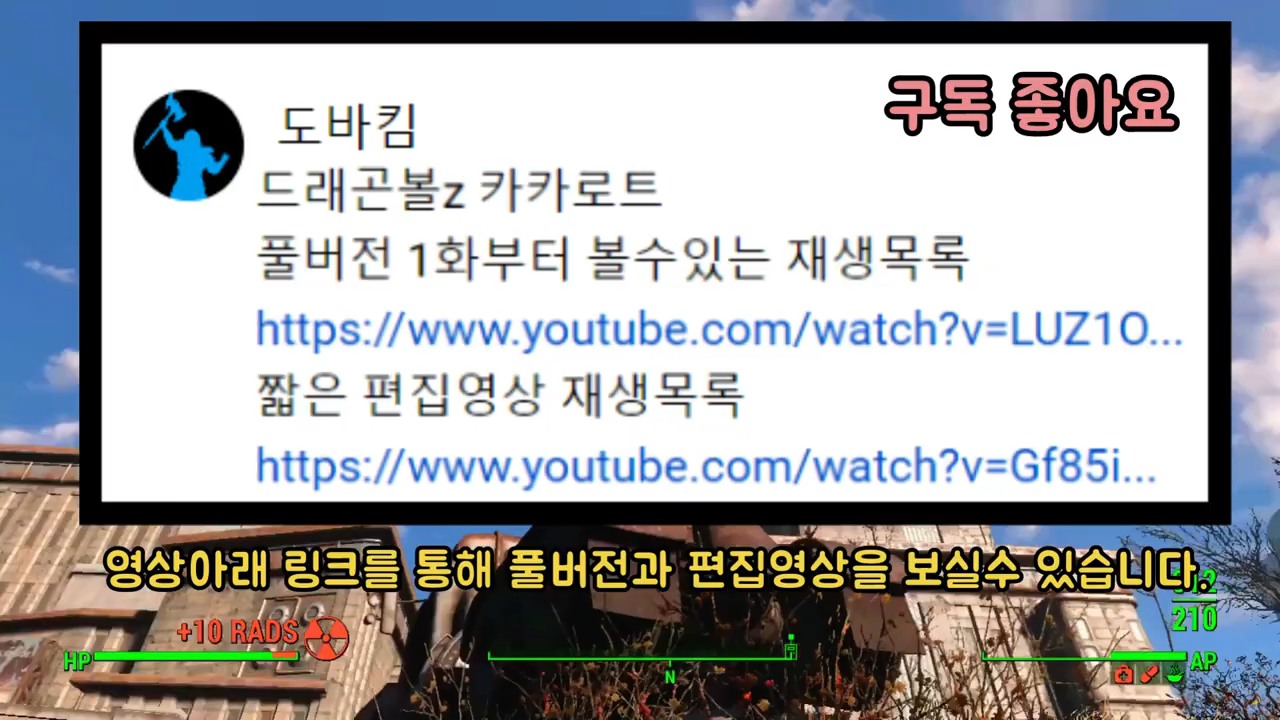 구독 좋아요
도바킴
드래곤볼z 카카로트
풀버전 1화부터 볼수있는 재생목록
https://www.youtube.com/watch?v=LUZ1O...
짧은 편집영상 재생목록
https://www.youtube.com/watch?v=Gf85i...
영상아래 링크를 통해 풀버전과 편집영상을 보실수 있습니다.
210
+10 RADS
HP
AP
N